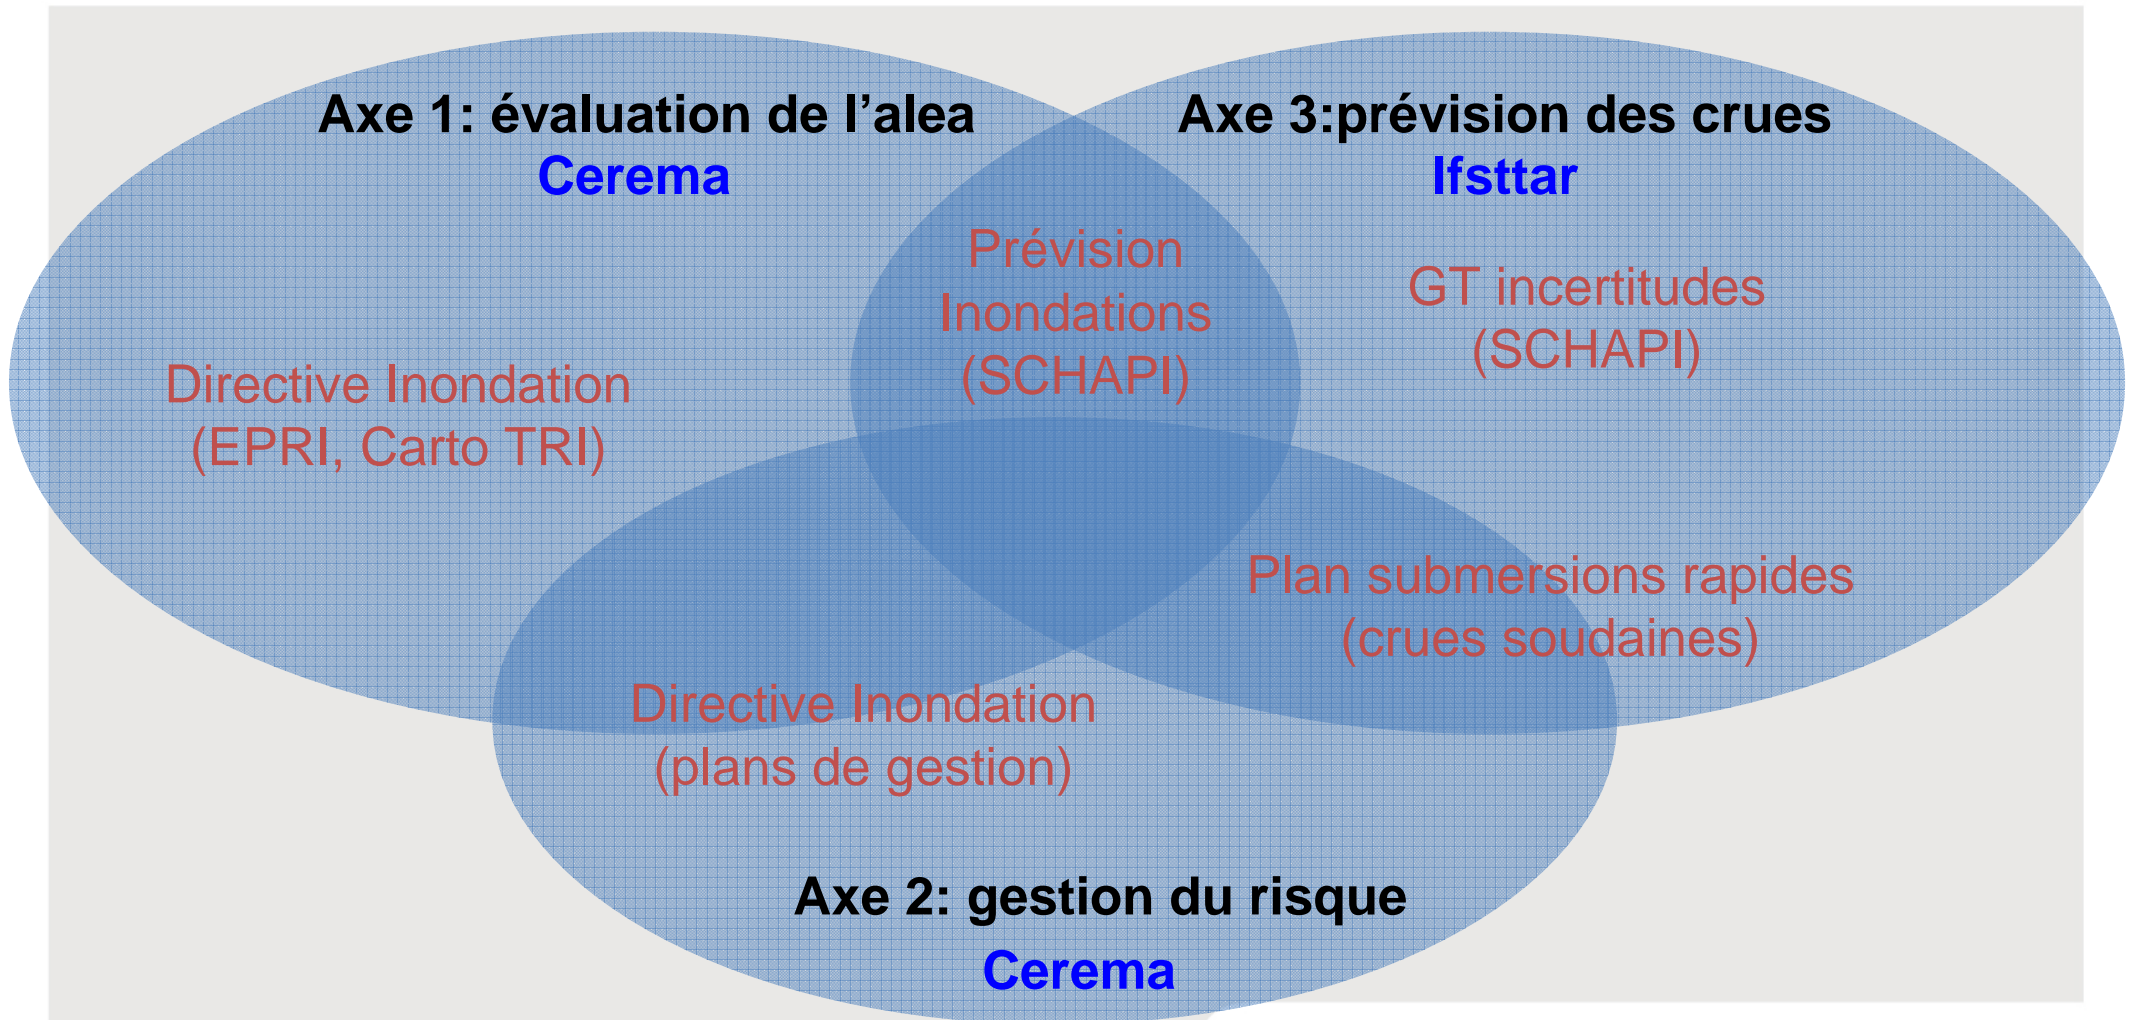 Axe 1: évaluation de l’alea
Cerema
Axe 3:prévision des crues
Ifsttar
Prévision
Inondations
(SCHAPI)
GT incertitudes
(SCHAPI)
Directive Inondation
(EPRI, Carto TRI)
Plan submersions rapides
(crues soudaines)
Directive Inondation
(plans de gestion)
Axe 2: gestion du risque
Cerema